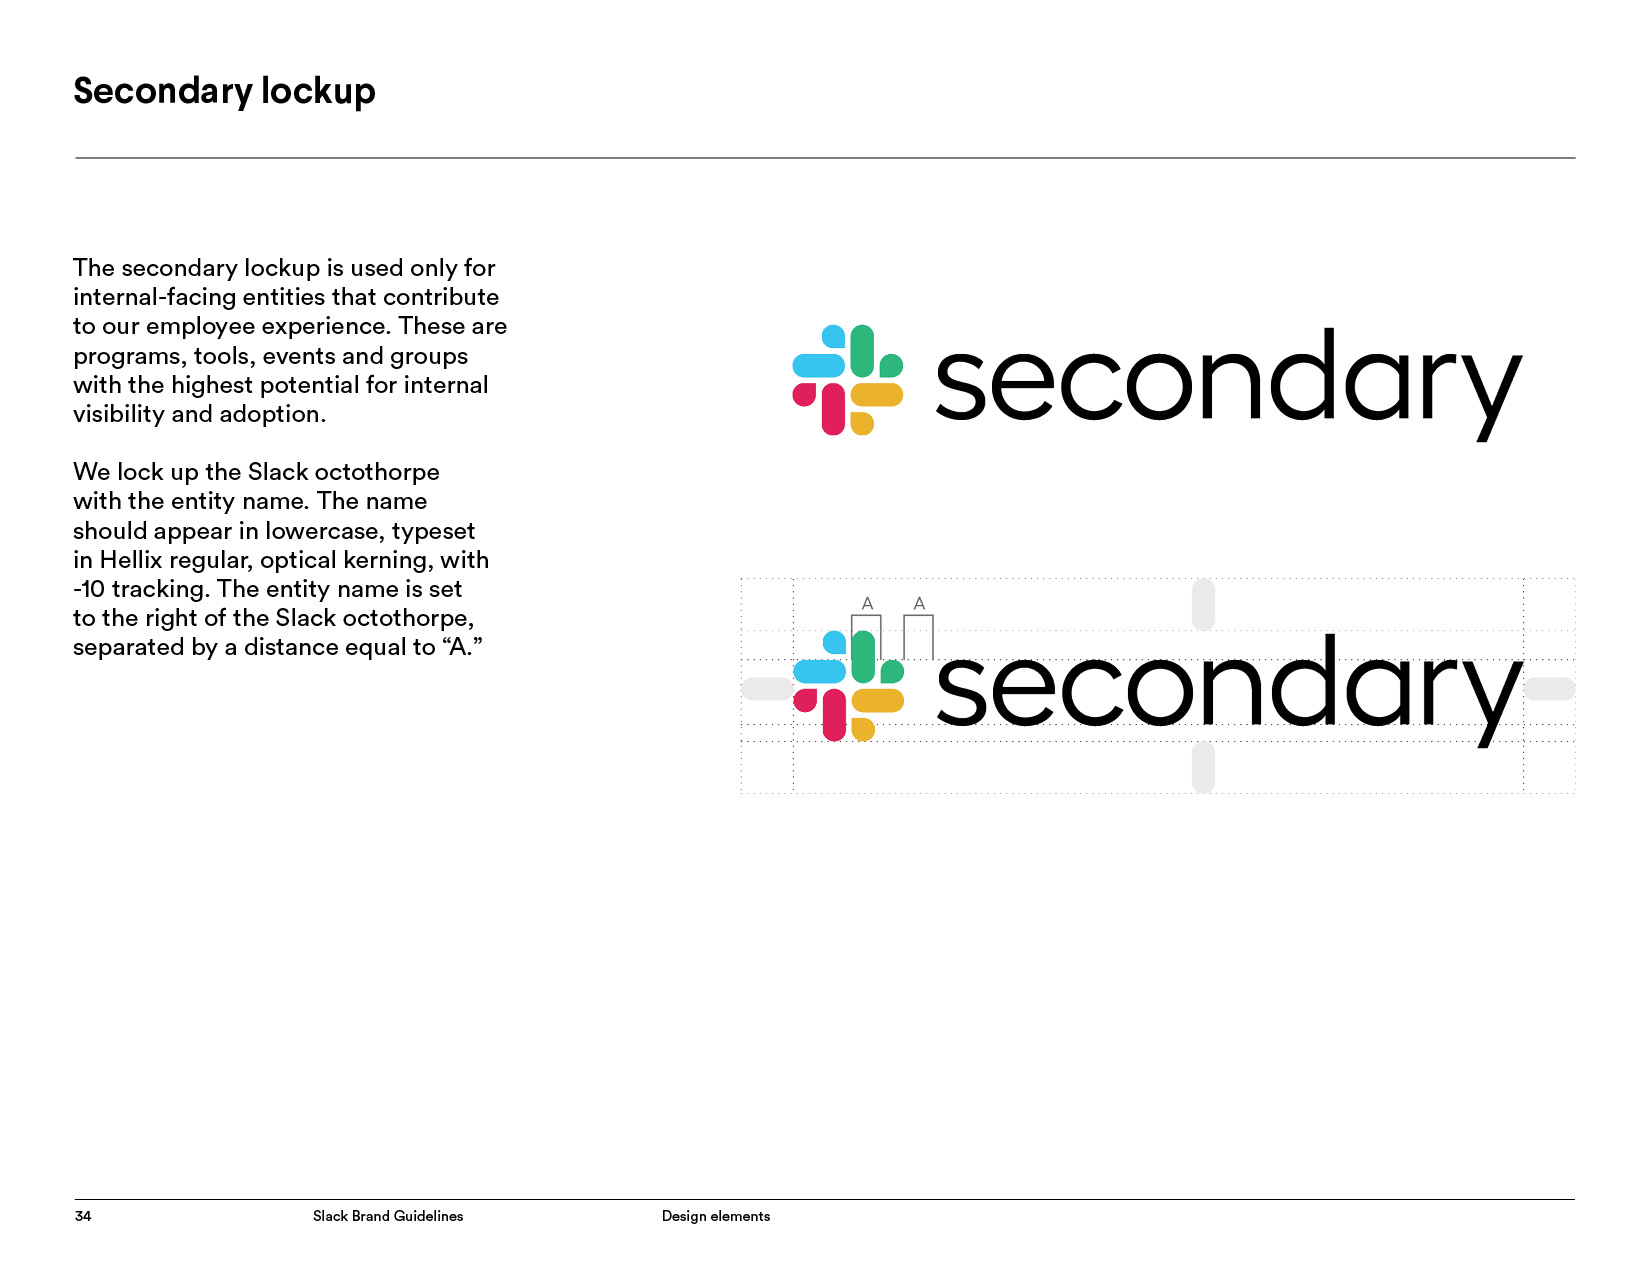 Secondary lockup
The secondary lockup is used only for
internal-facing entities that contribute
to our employee experience. These are
programs, tools, events and groups
with the highest potential for internal
visibility and adoption.
We lock up the Slack octothorpe
with the entity name. The name
should appear in lowercase, typeset
in Hellix regular, optical kerning, with
-10 tracking. The entity name is set
to the right of the Slack octothorpe,
separated by a distance equal to “A.”
secondary
A A
secondary
34 Slack Brand Guidelines Design elements